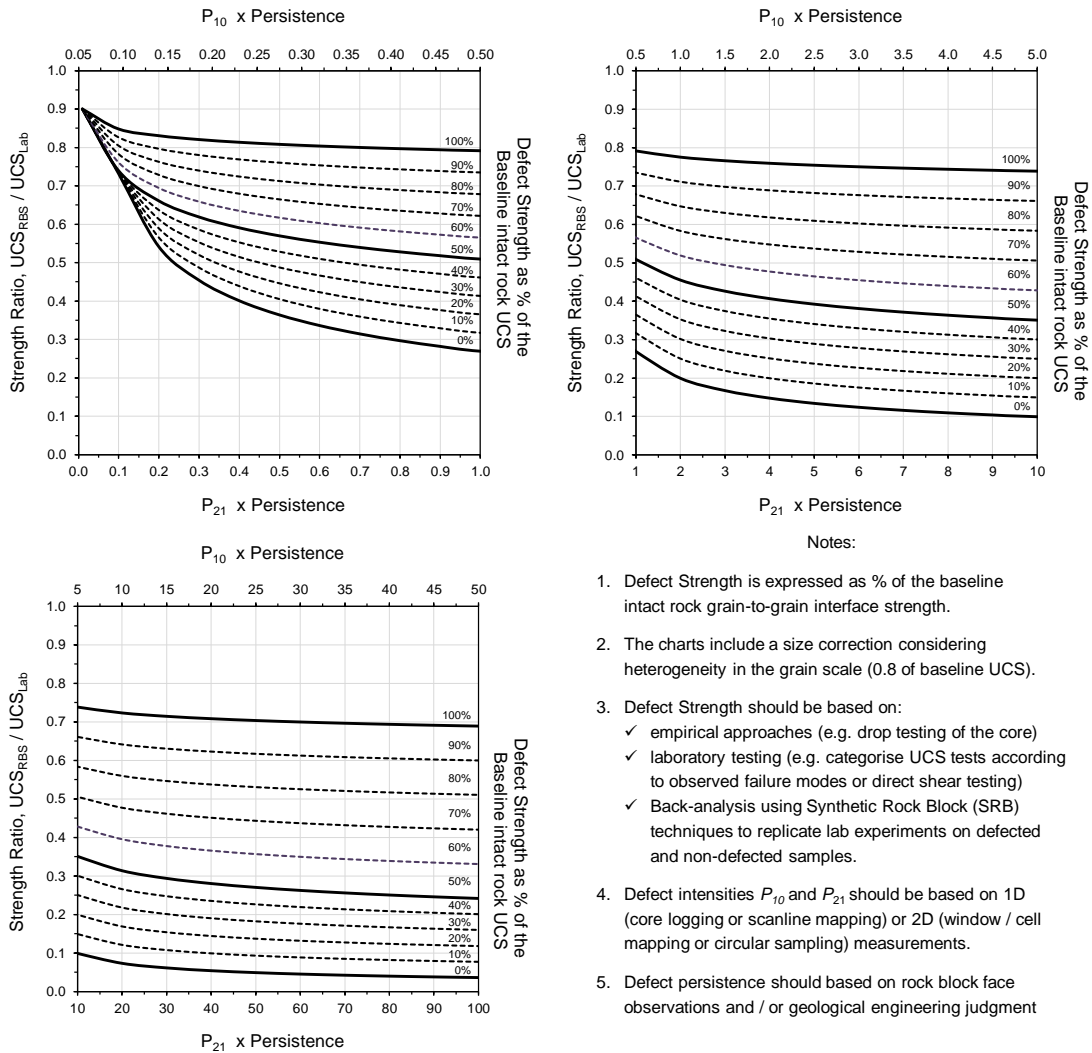 P10 x Persistence
0.05 0.10 0.15 0.20 0.25 0.30 0.35 0.40 0.45 0.50
1.0
0.9
0.8
0.7
0.6
0.5
0.4
0.3
0.2
0.1
0.0
Strength Ratio, UCSRBS / UCSLab
100%
90%
80%
70%
60%
50%
40%
30%
20%
10%
0%
Defect Strength as % of the
Baseline intact rock UCS
0.0 0.1 0.2 0.3 0.4 0.5 0.6 0.7 0.8 0.9 1.0
P21 x Persistence
P10 x Persistence
0.5 1.0 1.5 2.0 2.5 3.0 3.5 4.0 4.5 5.0
1.0
0.9
0.8
0.7
0.6
0.5
0.4
0.3
0.2
0.1
0.0
Strength Ratio, UCSRBS / UCSLab
100%
90%
80%
70%
60%
50%
40%
30%
20%
10%
0%
Defect Strength as % of the
Baseline intact rock UCS
1 2 3 4 5 6 7 8 9 10
P21 x Persistence
P10 x Persistence
5 10 15 20 25 30 35 40 45 50
1.0
0.9
0.8
0.7
0.6
0.5
0.4
0.3
0.2
0.1
0.0
Strength Ratio, UCSRBS / UCSLab
100%
90%
80%
70%
60%
50%
40%
30%
20%
10%
0%
Defect Strength as % of the
Baseline intact rock UCS
10 20 30 40 50 60 70 80 90 100
P21 x Persistence
Notes:
1. Defect Strength is expressed as % of the baseline
intact rock grain-to-grain interface strength.
2. The charts include a size correction considering
heterogeneity in the grain scale (0.8 of baseline UCS).
3. Defect Strength should be based on:
✓ empirical approaches (e.g. drop testing of the core)
✓ laboratory testing (e.g. categorise UCS tests according
to observed failure modes or direct shear testing)
✓ Back-analysis using Synthetic Rock Block (SRB)
techniques to replicate lab experiments on defected
and non-defected samples.
4. Defect intensities P10 and P21 should be based on 1D
(core logging or scanline mapping) or 2D (window / cell
mapping or circular sampling) measurements.
5. Defect persistence should based on rock block face
observations and / or geological engineering judgment